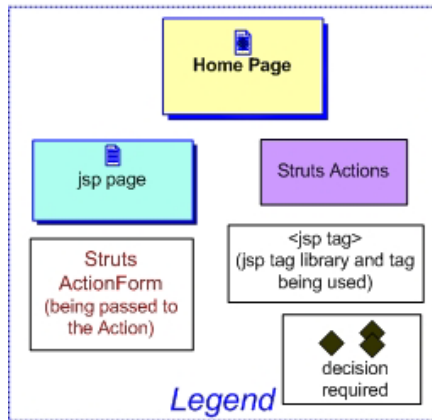 Home Page
jsp page
Struts Actions
Struts
ActionForm
(being passed to
the Action)
<jsp tag>
(jsp tag library and tag
being used)
decision
required
Legend